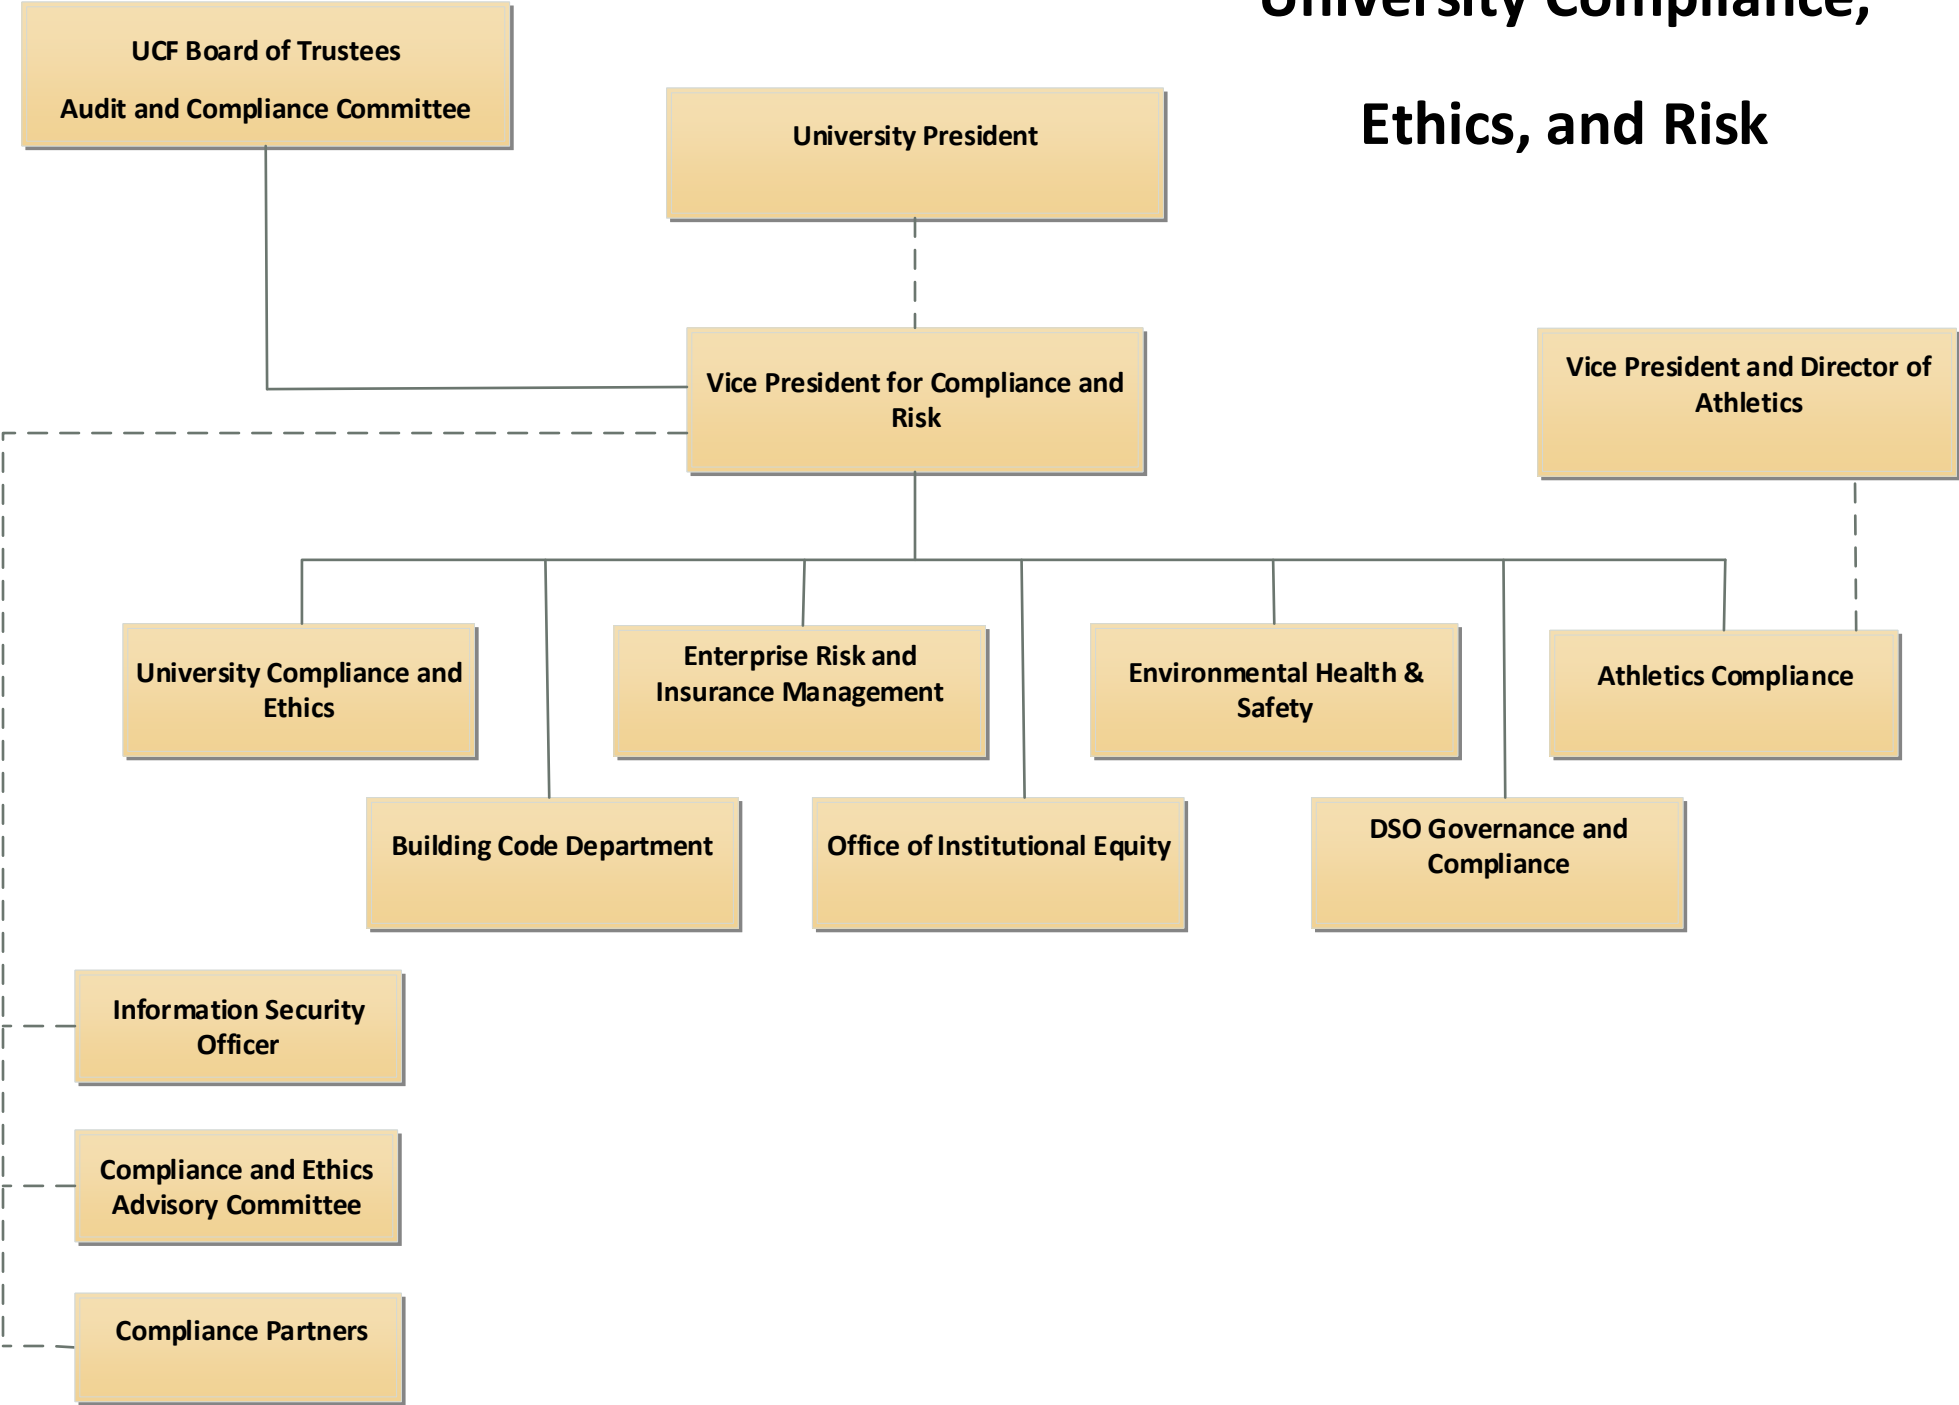 University Compliance,
Ethics, and Risk
UCF Board of Trustees
Audit and Compliance Committee
University President
Vice President for Compliance and
Risk
Vice President and Director of
Athletics
University Compliance and
Ethics
Enterprise Risk and
Insurance Management
Environmental Health &
Safety
Athletics Compliance
Building Code Department
Office of Institutional Equity
DSO Governance and
Compliance
Information Security
Officer
Compliance and Ethics
Advisory Committee
Compliance Partners